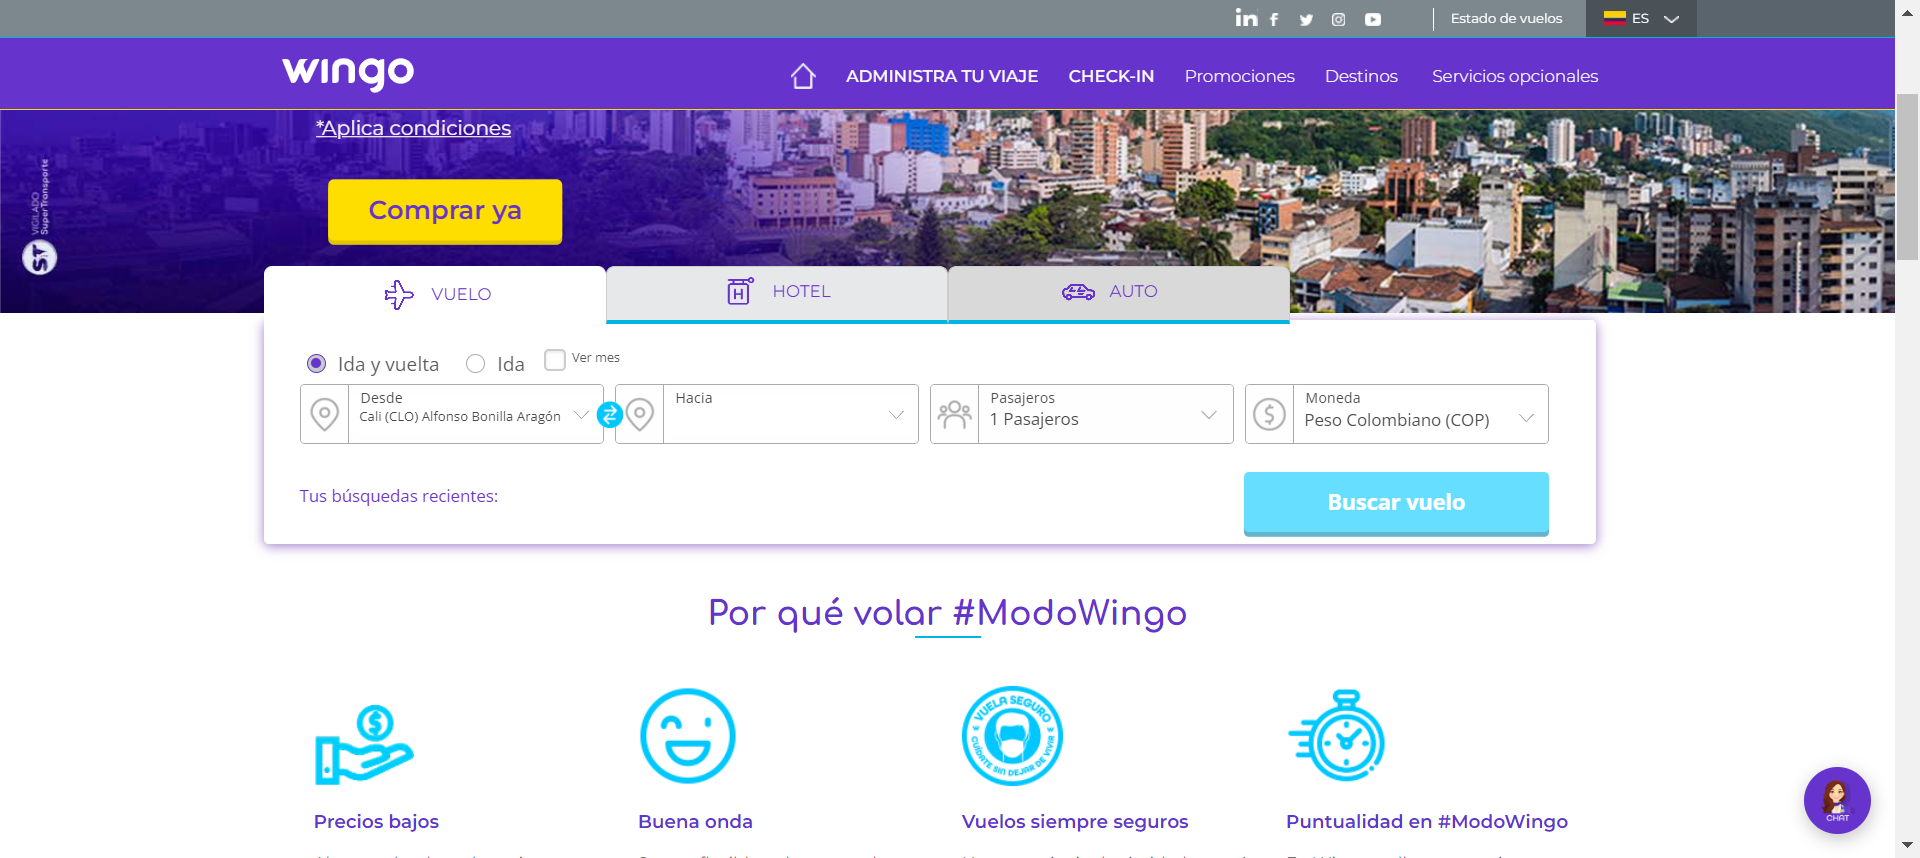 in
Estado de vuelos
ES
wingo
ADMINISTRA TU VIAJE
CHECK-IN
Promociones
Destinos
Servicios opcionales
*Aplica condiciones
VIGILADO
SuperTransporte
ST
Comprar ya
VUELO
HOTEL
AUTO
Ida y vuelta
Ida
Ver mes
Desde
Cali (CLO) Alfonso Bonilla Aragón
Hacia
Pasajeros
1 Pasajeros
Moneda
Peso Colombiano (COP)
Tus búsquedas recientes:
Buscar vuelo
Por qué volar #ModoWingo
VUELA SEGURO
CUÍDATE SIN DEJAR DE VIVIR
Precios bajos
Buena onda
Vuelos siempre seguros
Puntualidad en #ModoWingo
CHAT